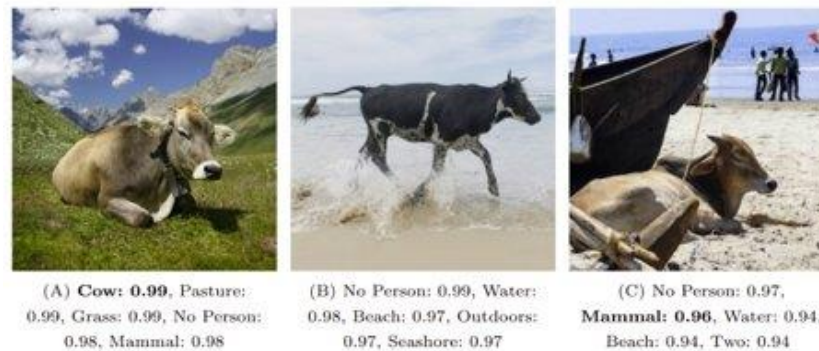 (A) Cow: 0.99, Pasture:
0.99, Grass: 0.99, No Person:
0.98, Mammal: 0.98
(B) No Person: 0.99, Water:
0.98, Beach: 0.97, Outdoors:
0.97, Seashore: 0.97
(C) No Person: 0.97,
Mammal: 0.96, Water: 0.94,
Beach: 0.94, Two: 0.94